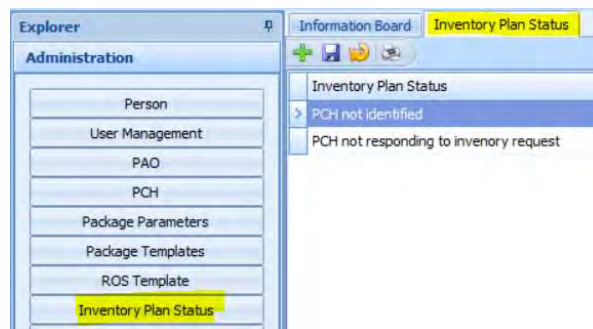 Explorer
Administration
Person
User Management
PAO
PCH
Package Parameters
Package Templates
ROS Template
Inventory Plan Status
Information Board Inventory Plan Status
Inventory Plan Status
PCH not identified
PCH not responding to invenory request